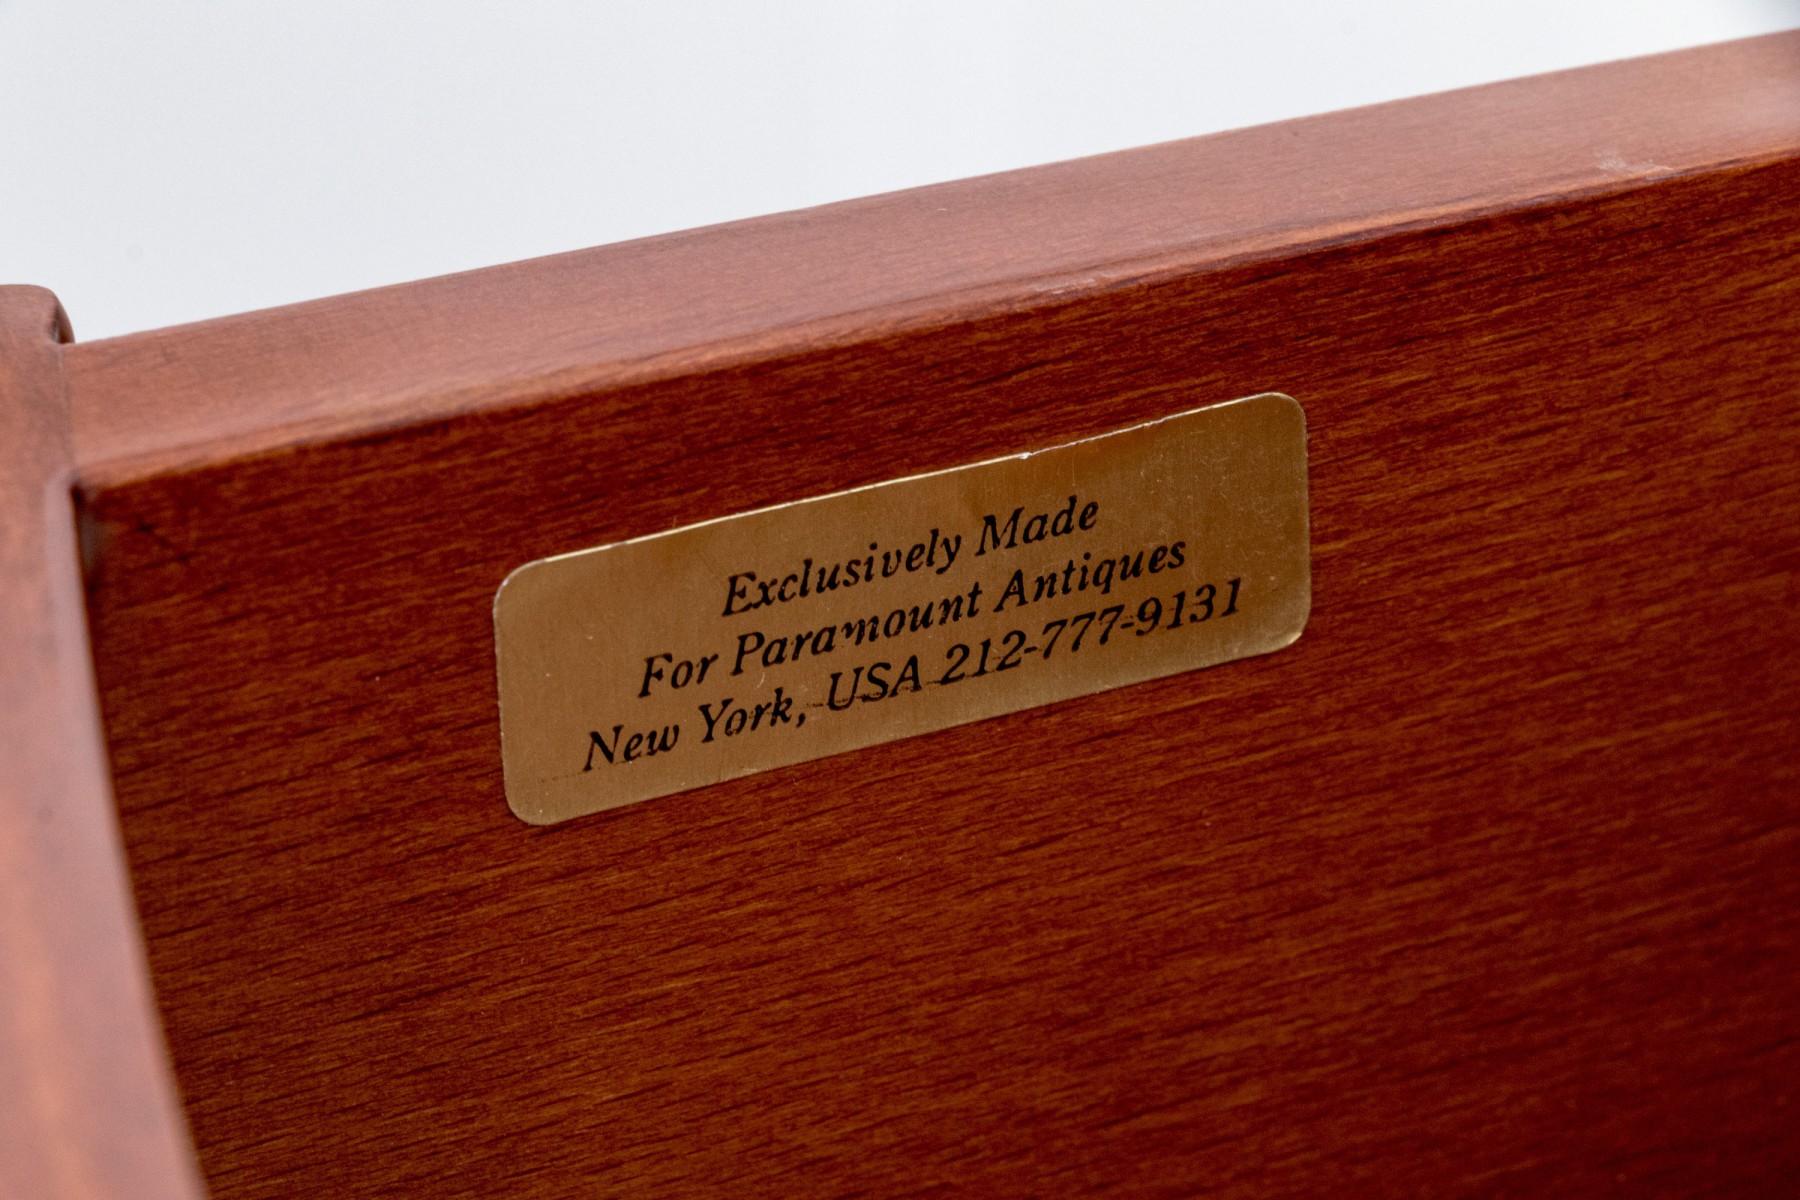 Exclusively Made
For Paramount Antiques
New York, USA 212-777-9131